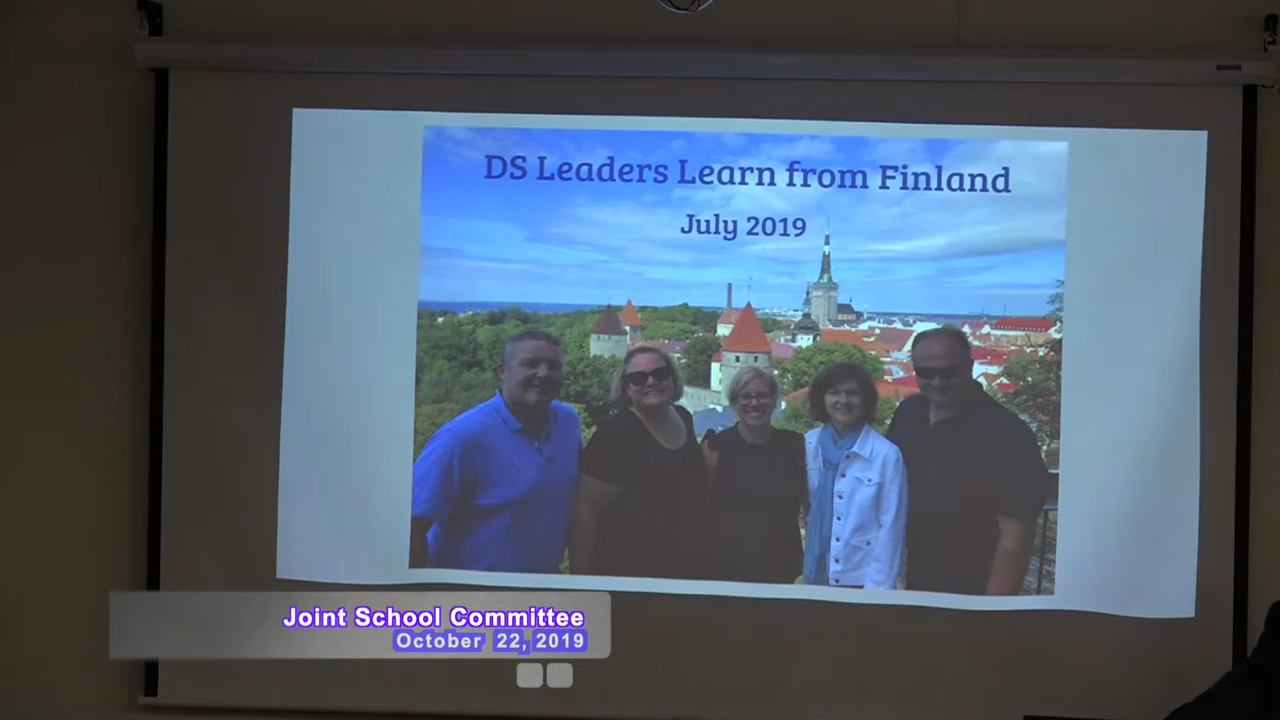 DS Leaders Learn from Finland
July 2019
Joint School Committee
October 22, 2019